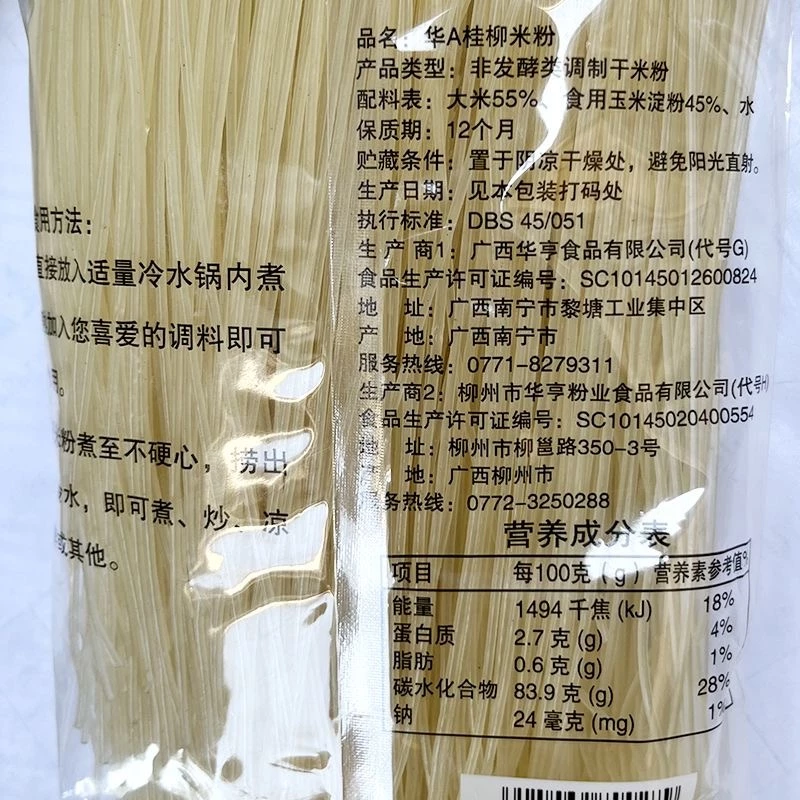 用方法：
直接放入适量冷水锅内煮
加入您喜爱的调料即可
用。
粉煮至不硬心，捞出
冷水，即可煮、炒、凉
或其他。
品名：华A桂柳米粉
产品类型：非发酵类调制干米粉
配料表：大米55%、食用玉米淀粉45%、水
保质期：12个月
贮藏条件：置于阴凉干燥处，避免阳光直射。
生产日期：见本包装打码处
执行标准：DBS 45/051
生 产 商1：广西华亨食品有限公司(代号G)
食品生产许可证编号：SC10145012600824
地 址：广西南宁市黎塘工业集中区
产 地：广西南宁市
服务热线：0771-8279311
生产商2：柳州市华亨粉业食品有限公司(代号H)
食品生产许可证编号：SC10145020400554
地 址：柳州市柳邕路350-3号
地：广西柳州市
务热线：0772-3250288
营养成分表
项目 每100克（g）营养素参考值%
能量 1494 千焦 (kJ) 18%
蛋白质 2.7 克 (g) 4%
脂肪 0.6 克 (g) 1%
碳水化合物 83.9 克 (g) 28%
钠 24 毫克 (mg) 1%